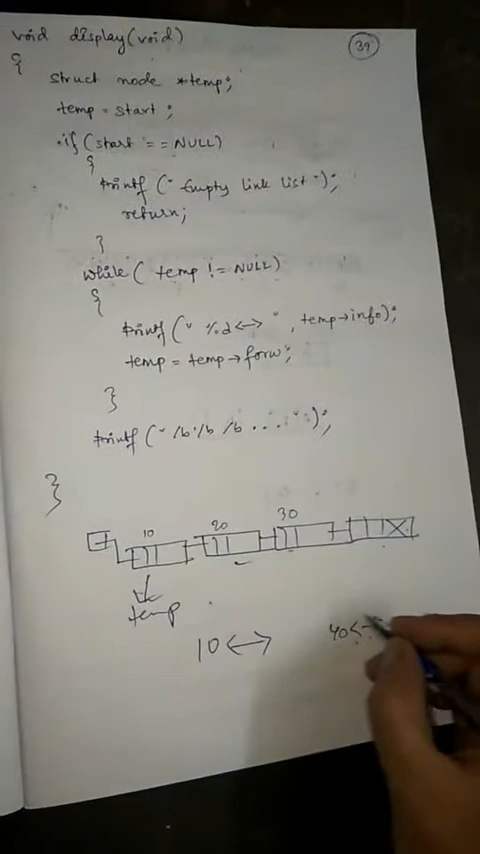 void display(void)
39
{
struct node *temp;
temp = start ;
if (start == NULL)
{
printf (" Empty link list ");
return;
}
while ( temp != NULL)
{
printf (" %d<-> ", temp->info);
temp = temp->forw;
}
printf (" /b /b /b . . . ");
}
10 20 30
temp
10 <->
40<-